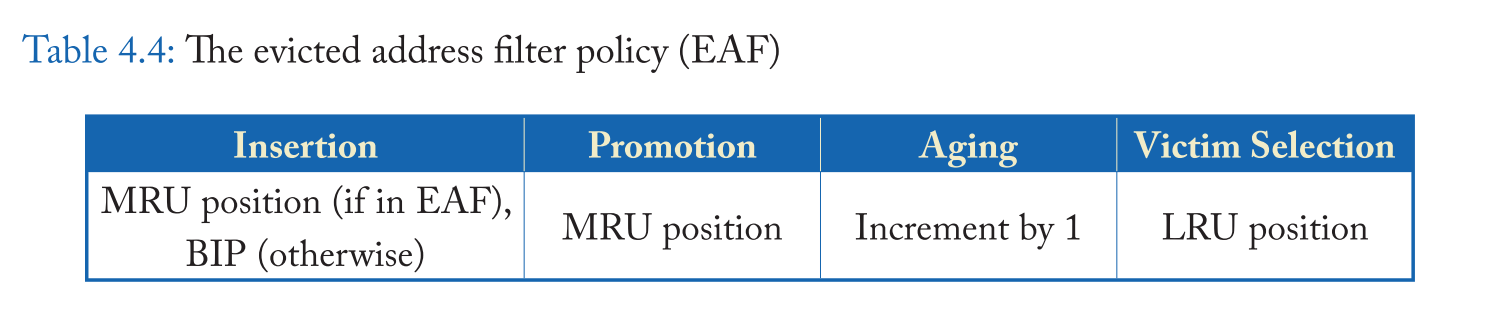 Table 4.4: The evicted address filter policy (EAF)
Insertion Promotion Aging Victim Selection
MRU position (if in EAF),
BIP (otherwise)
MRU position
Increment by 1
LRU position